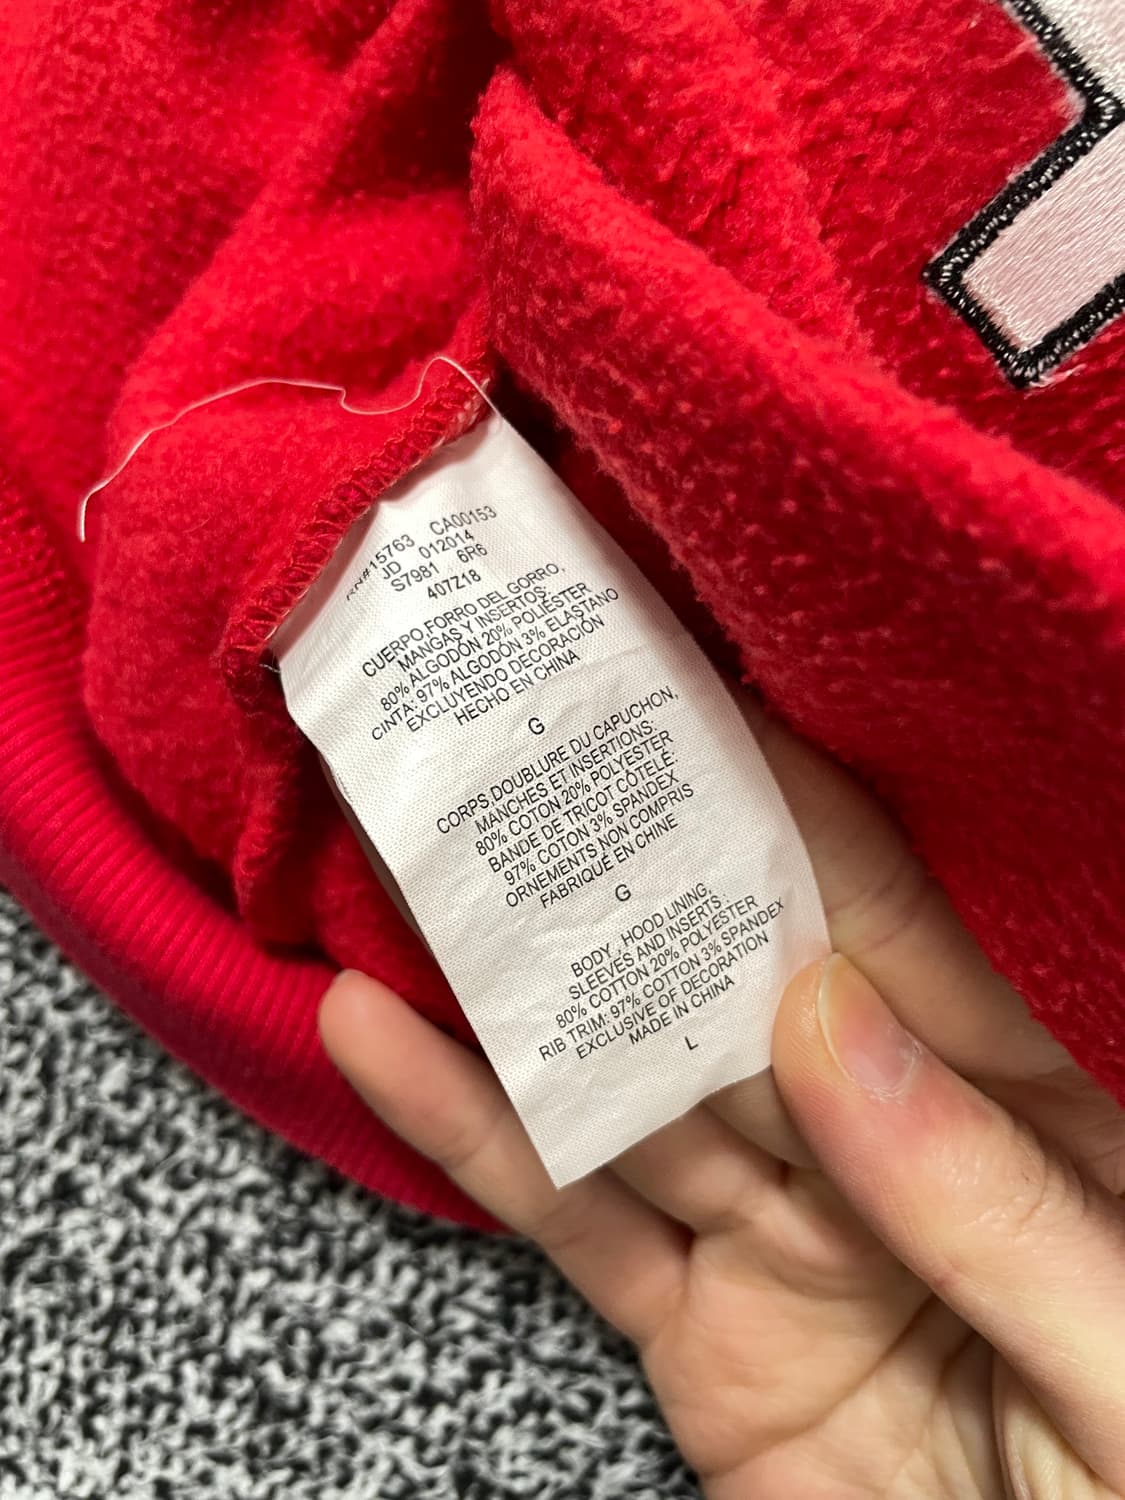 RN#15763 CA00153
JD 012014
S7981 6R6
407Z18
CUERPO,FORRO DEL GORRO,
MANGAS Y INSERTOS:
80% ALGODÓN 20% POLIÉSTER
CINTA: 97% ALGODÓN 3% ELASTANO
EXCLUYENDO DECORACIÓN
HECHO EN CHINA
G
CORPS,DOUBLURE DU CAPUCHON,
MANCHES ET INSERTIONS:
80% COTON 20% POLYESTER
BANDE DE TRICOT CÔTELÉ:
97% COTON 3% SPANDEX
ORNEMENTS NON COMPRIS
FABRIQUÉ EN CHINE
G
BODY , HOOD LINING,
SLEEVES AND INSERTS :
80% COTTON 20% POLYESTER
RIB TRIM: 97% COTTON 3% SPANDEX
EXCLUSIVE OF DECORATION
MADE IN CHINA
L